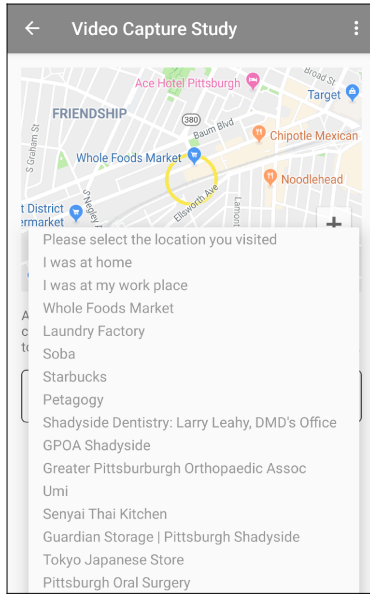 Video Capture Study
Broad St
Ace Hotel Pittsburgh
Target
FRIENDSHIP
380
Baum Blvd
S Graham St
Chipotle Mexican
Whole Foods Market
Noodlehead
S Negley
Ellsworth Ave
Lamont
t District
ermarket
+
Please select the location you visited
I was at home
I was at my work place
Whole Foods Market
A
Laundry Factory
c
Soba
to
Starbucks
Petagogy
Shadyside Dentistry: Larry Leahy, DMD's Office
GPOA Shadyside
Greater Pittsburburgh Orthopaedic Assoc
Umi
Senyai Thai Kitchen
Guardian Storage | Pittsburgh Shadyside
Tokyo Japanese Store
Pittsburgh Oral Surgery